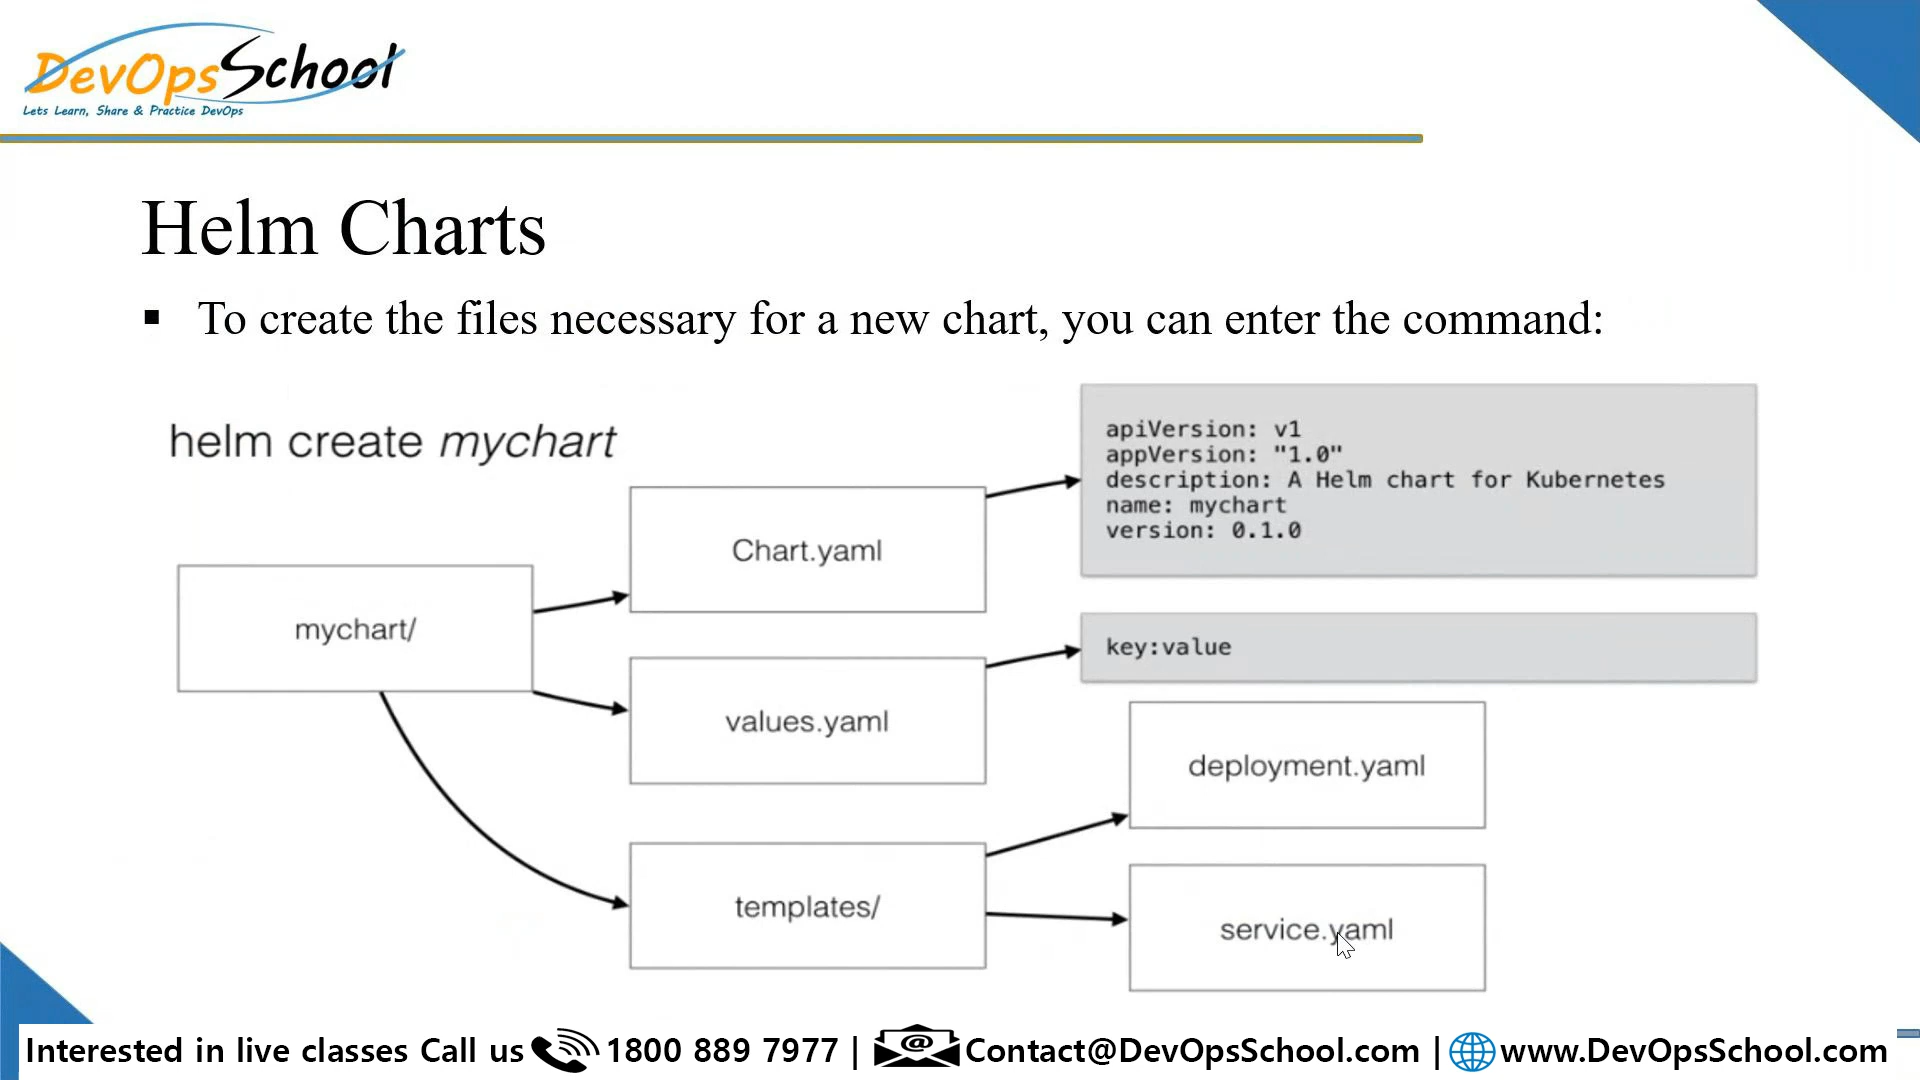 DevOpsSchool
Lets Learn, Share & Practice DevOps
Helm Charts
▪ To create the files necessary for a new chart, you can enter the command:
helm create mychart
apiVersion: v1
appVersion: "1.0"
description: A Helm chart for Kubernetes
name: mychart
version: 0.1.0
Chart.yaml
mychart/
key:value
values.yaml
deployment.yaml
templates/
service.yaml
Interested in live classes Call us 1800 889 7977 | @ Contact@DevOpsSchool.com | www.DevOpsSchool.com